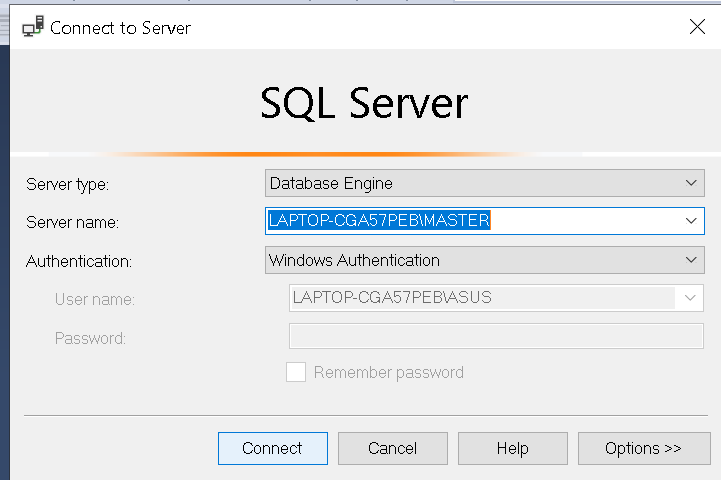 Connect to Server
SQL Server
Server type:
Database Engine
Server name:
LAPTOP-CGA57PEB\MASTER
Authentication:
Windows Authentication
User name:
LAPTOP-CGA57PEB\ASUS
Password:
Remember password
Connect
Cancel
Help
Options >>